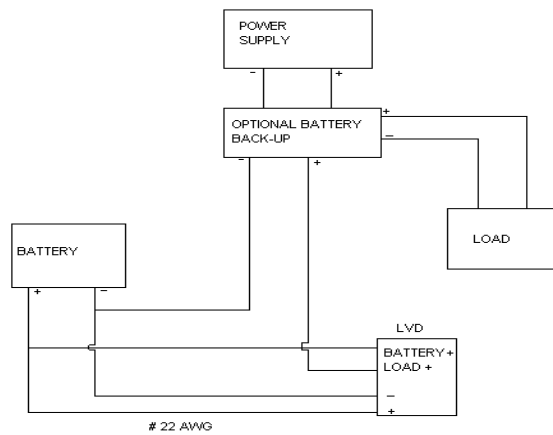 POWER
SUPPLY
− +
OPTIONAL BATTERY
BACK-UP
+
−
− +
LOAD
BATTERY
+ −
LVD
BATTERY +
LOAD +
−
+
# 22 AWG